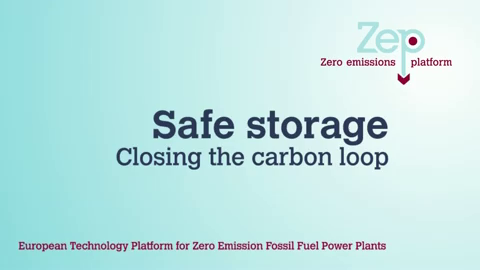 Zep
Zero emissions platform
Safe storage
Closing the carbon loop
European Technology Platform for Zero Emission Fossil Fuel Power Plants